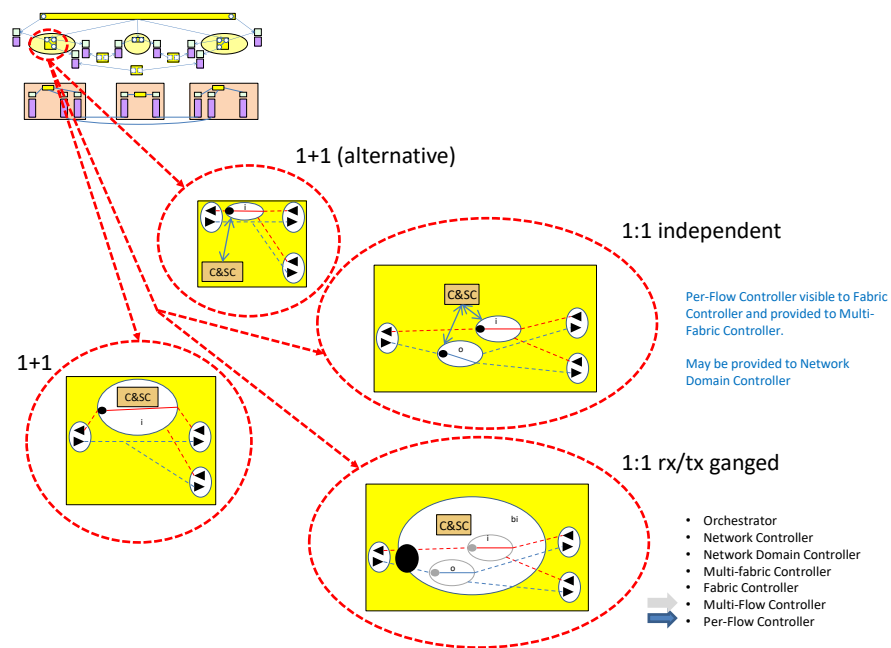 1+1 (alternative)
i
C&SC
1:1 independent
C&SC
i
o
Per-Flow Controller visible to Fabric
Controller and provided to Multi-
Fabric Controller.
May be provided to Network
Domain Controller
1+1
C&SC
i
1:1 rx/tx ganged
C&SC
bi
i
o
• Orchestrator
• Network Controller
• Network Domain Controller
• Multi-fabric Controller
• Fabric Controller
• Multi-Flow Controller
• Per-Flow Controller